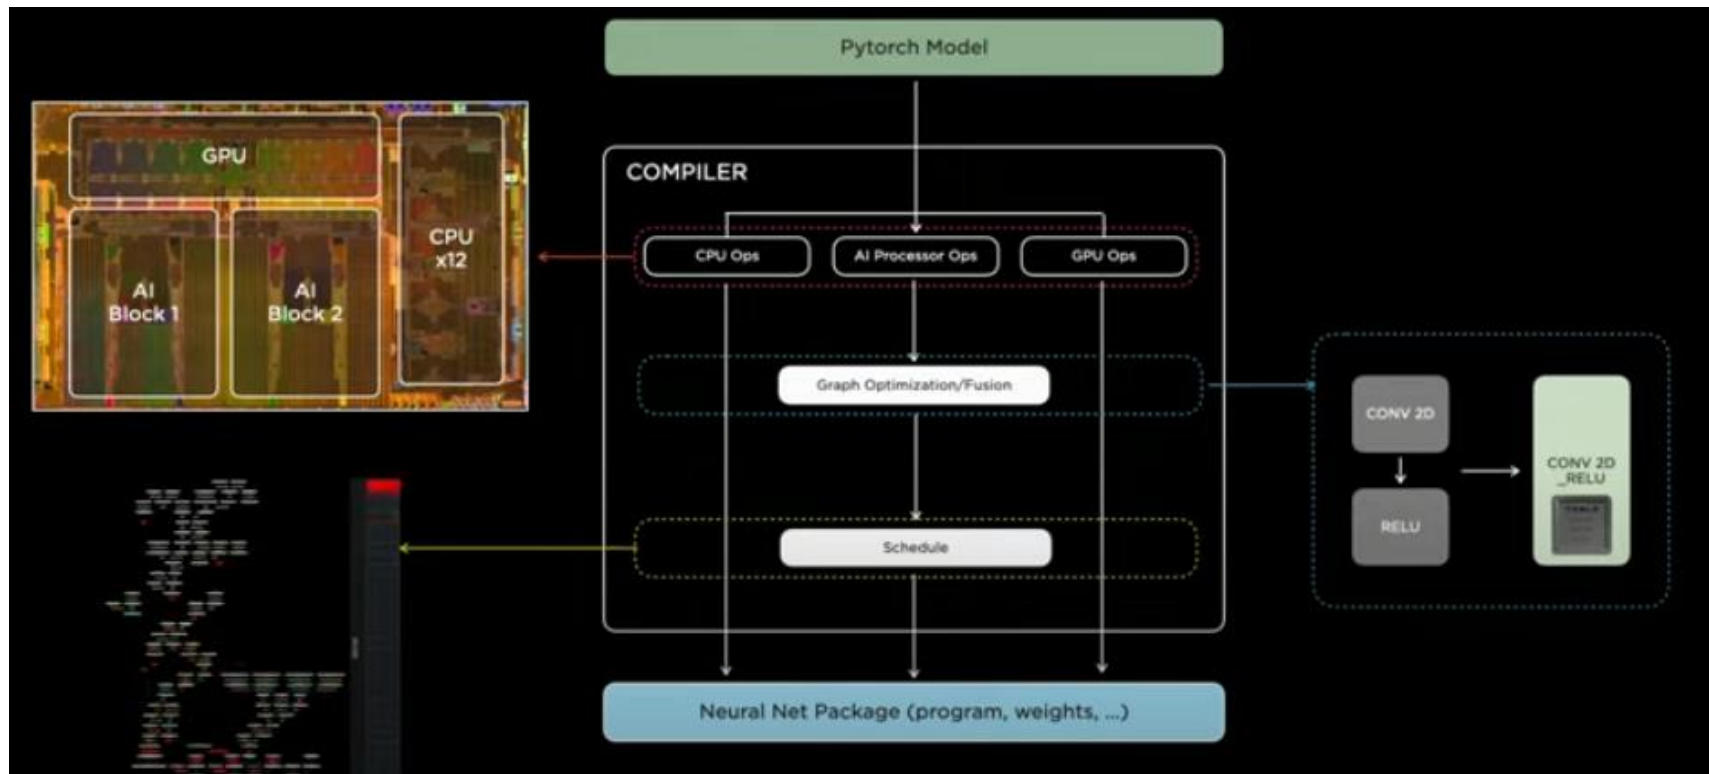 Pytorch Model
COMPILER
CPU Ops
AI Processor Ops
GPU Ops
Graph Optimization/Fusion
Schedule
Neural Net Package (program, weights, ...)
GPU
AI
Block 1
AI
Block 2
CPU
x12
CONV 2D
RELU
CONV 2D
_RELU
TESLA